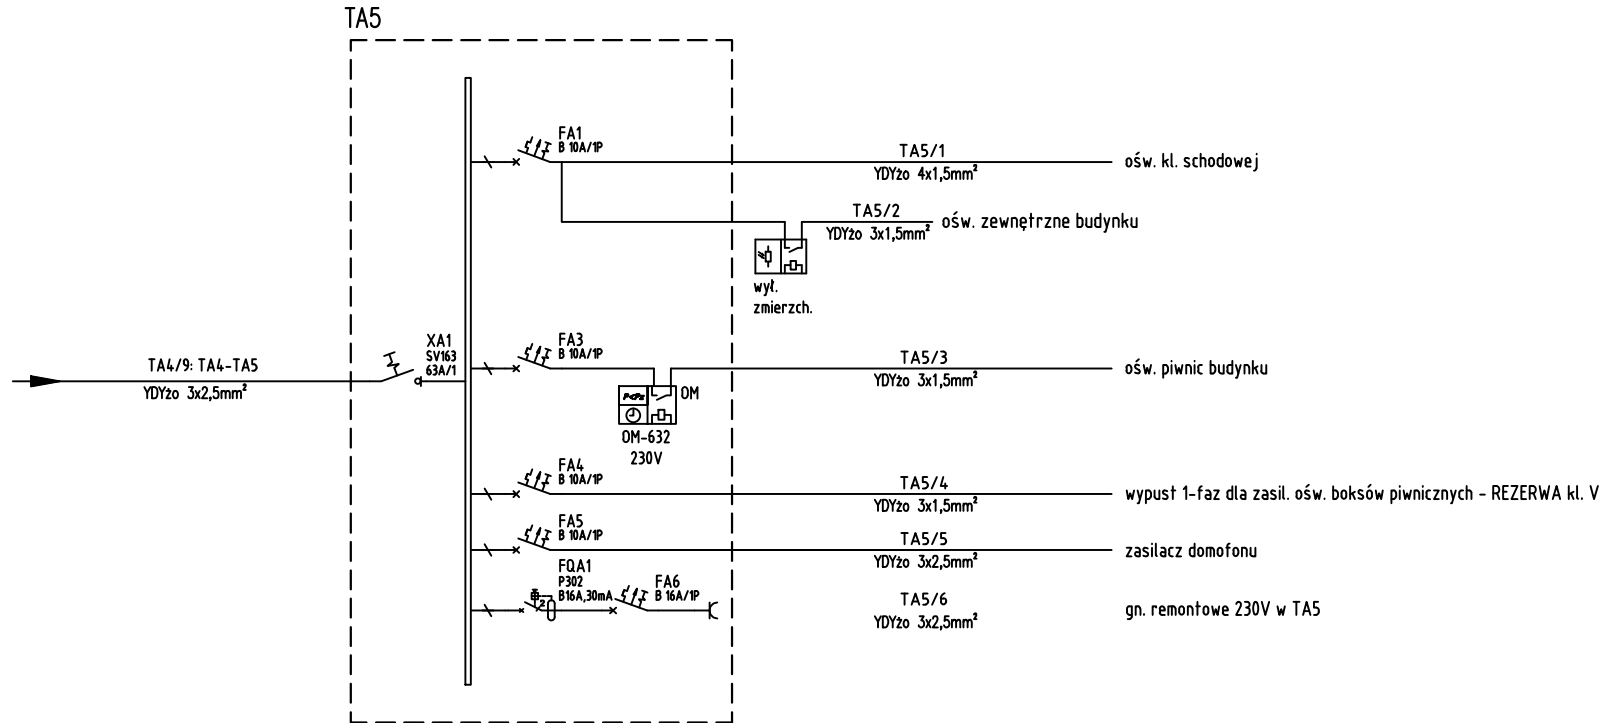 TA5
FA1
B 10A/1P
TA5/1
YDYżo 4x1,5mm²
ośw. kl. schodowej
TA5/2
YDYżo 3x1,5mm²
ośw. zewnętrzne budynku
wył.
zmierzch.
TA4/9: TA4-TA5
YDYżo 3x2,5mm²
XA1
SV163
63A/1
FA3
B 10A/1P
OM
OM-632
230V
TA5/3
YDYżo 3x1,5mm²
ośw. piwnic budynku
FA4
B 10A/1P
TA5/4
YDYżo 3x1,5mm²
wypust 1-faz dla zasil. ośw. boksów piwnicznych - REZERWA kl. V
FA5
B 10A/1P
TA5/5
YDYżo 3x2,5mm²
zasilacz domofonu
FQA1
P302
B16A,30mA
2
FA6
B 16A/1P
TA5/6
YDYżo 3x2,5mm²
gn. remontowe 230V w TA5